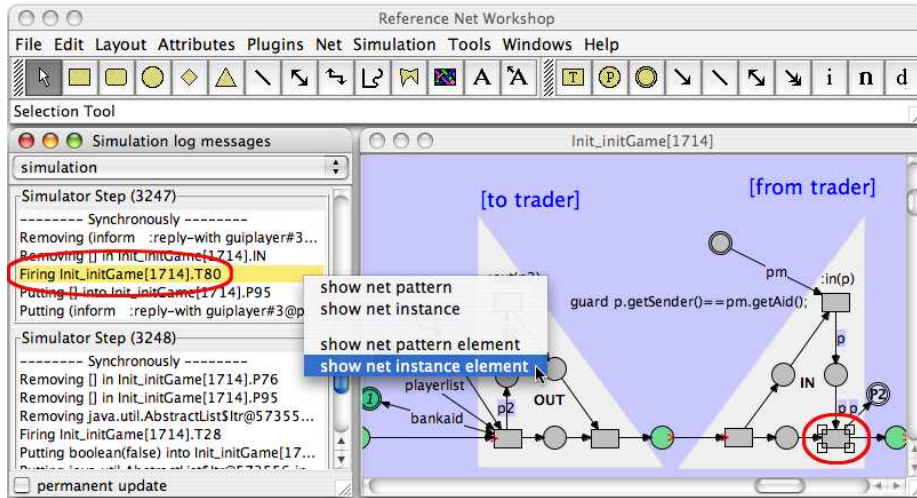 Reference Net Workshop
File Edit Layout Attributes Plugins Net Simulation Tools Windows Help
A A T P i n d
Selection Tool
Simulation log messages
simulation
Simulator Step (3247)
-------- Synchronously --------
Removing (inform :reply-with guiplayer#3...
Removing [] in Init_initGame[1714].IN
Firing Init_initGame[1714].T80
Putting [] into Init_initGame[1714].P95
Putting (inform :reply-with guiplayer#3@p
Simulator Step (3248)
-------- Synchronously --------
Removing [] in Init_initGame[1714].P76
Removing [] in Init_initGame[1714].P95
Removing java.util.AbstractList$Itr@57355...
Firing Init_initGame[1714].T28
Putting boolean(false) into Init_initGame[17...
permanent update
show net pattern
show net instance
show net pattern element
show net instance element
Init_initGame[1714]
[to trader]
[from trader]
pm
:in(p)
guard p.getSender()==pm.getAid();
p
playerlist
1
bankaid
p2
OUT
IN
P2
p p